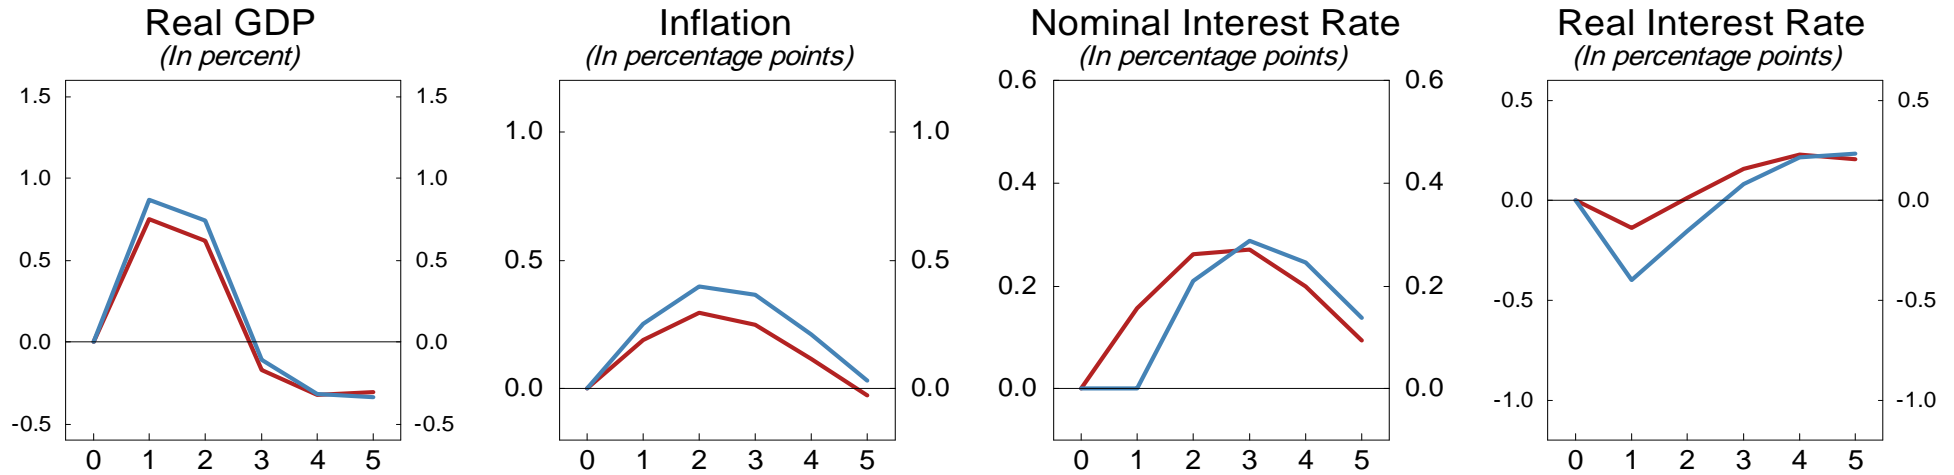 Real GDP
(In percent)
1.5 1.5
1.0 1.0
0.5 0.5
0.0 0.0
-0.5 -0.5
0 1 2 3 4 5
Inflation
(In percentage points)
1.0 1.0
0.5 0.5
0.0 0.0
0 1 2 3 4 5
Nominal Interest Rate
(In percentage points)
0.6 0.6
0.4 0.4
0.2 0.2
0.0 0.0
0 1 2 3 4 5
Real Interest Rate
(In percentage points)
0.5 0.5
0.0 0.0
-0.5 -0.5
-1.0 -1.0
0 1 2 3 4 5